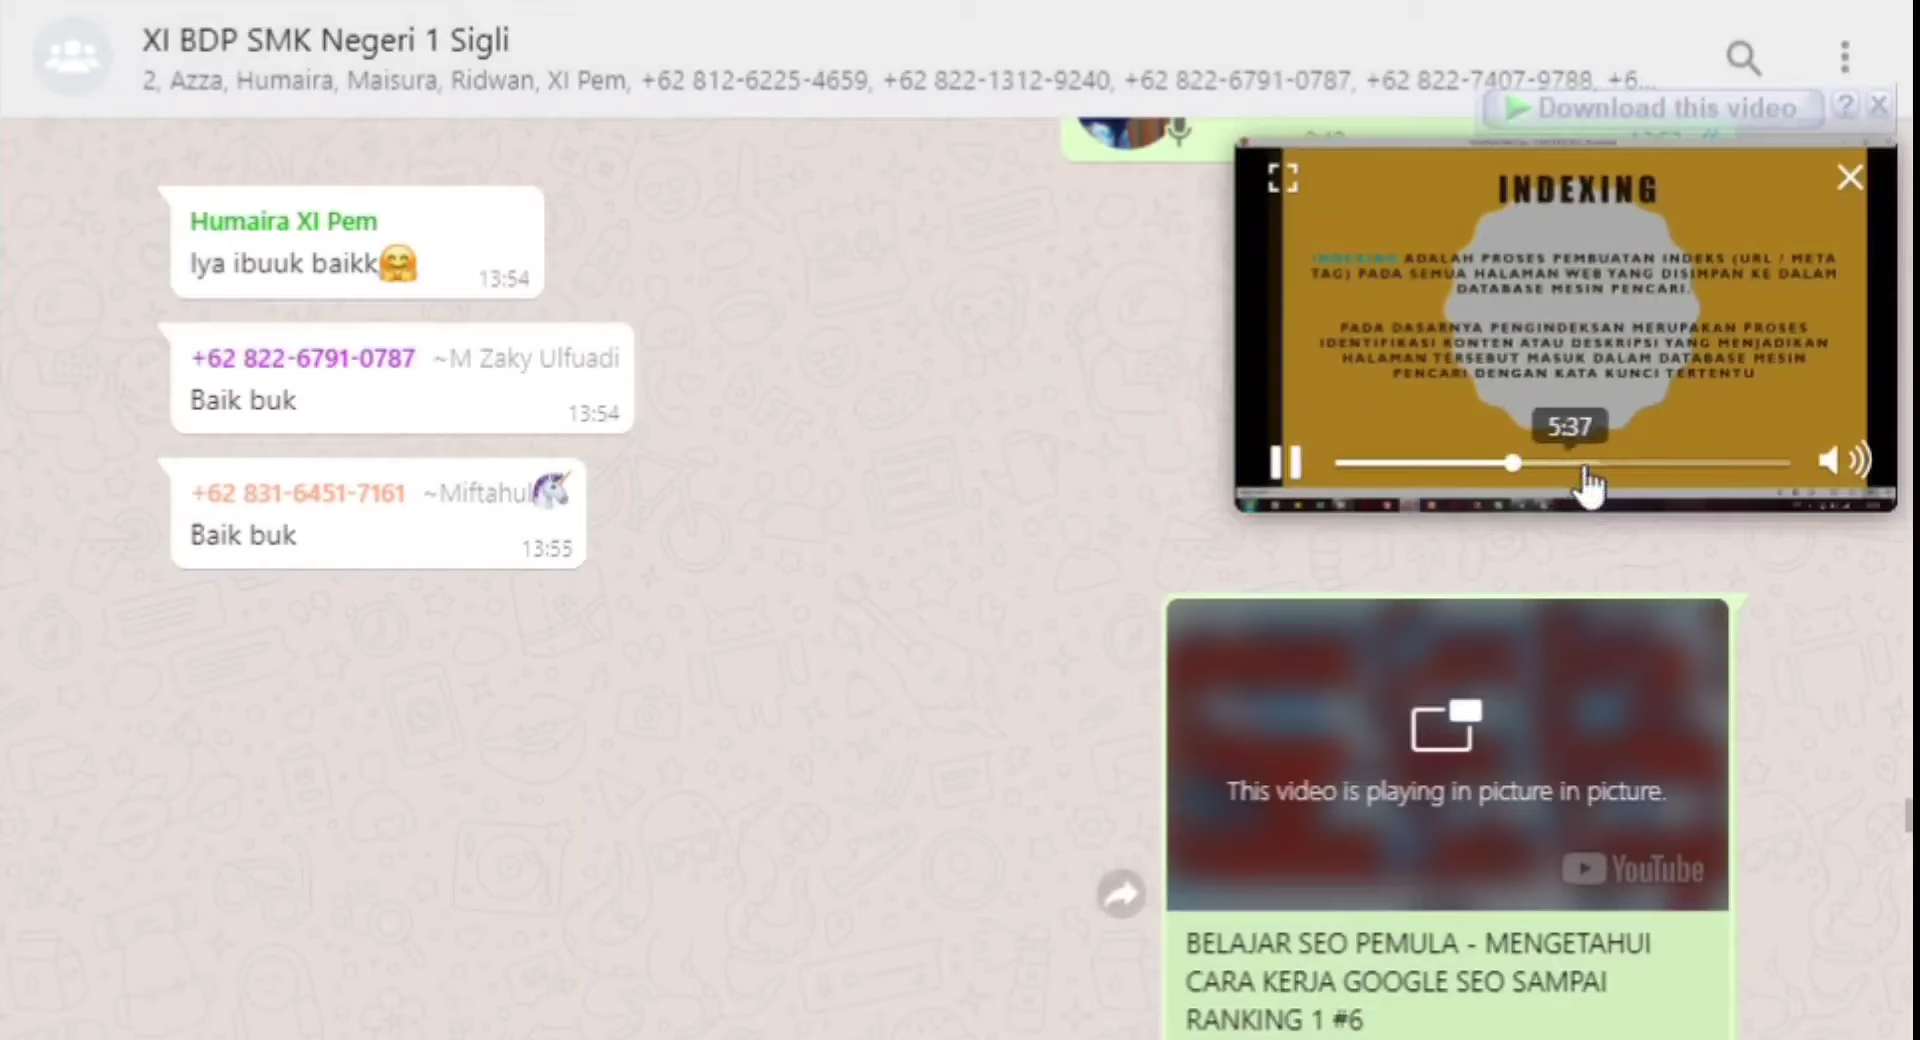 XI BDP SMK Negeri 1 Sigli
2, Azza, Humaira, Maisura, Ridwan, XI Pem, +62 812-6225-4659, +62 822-1312-9240, +62 822-6791-0787, +62 822-7407-9788, +6...
Download this video ? X
INDEXING
INDEXING ADALAH PROSES PEMBUATAN INDEKS (URL / META
TAG) PADA SEMUA HALAMAN WEB YANG DISIMPAN KE DALAM
DATABASE MESIN PENCARI.
PADA DASARNYA PENGINDEKSAN MERUPAKAN PROSES
IDENTIFIKASI KONTEN ATAU DESKRIPSI YANG MENJADIKAN
HALAMAN TERSEBUT MASUK DALAM DATABASE MESIN
PENCARI DENGAN KATA KUNCI TERTENTU
5:37
Humaira XI Pem
Iya ibuuk baikk🤗
13:54
+62 822-6791-0787 ~M Zaky Ulfuadi
Baik buk
13:54
+62 831-6451-7161 ~Miftahul🦄
Baik buk
13:55
This video is playing in picture in picture.
YouTube
BELAJAR SEO PEMULA - MENGETAHUI
CARA KERJA GOOGLE SEO SAMPAI
RANKING 1 #6